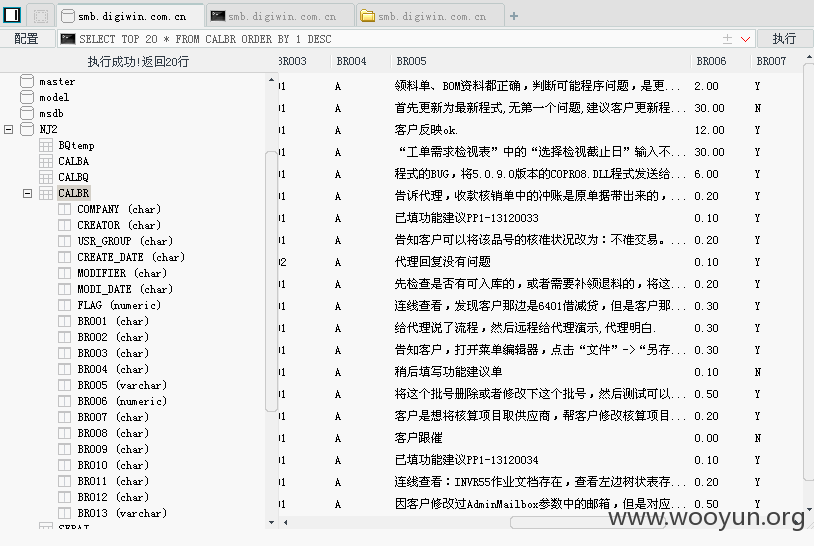 smb.digiwin.com.cn smb.digiwin.com.cn smb.digiwin.com.cn +
配置 SELECT TOP 20 * FROM CALBR ORDER BY 1 DESC 执行
执行成功!返回20行
master
model
msdb
NJ2
BQtemp
CALBA
CALBQ
CALBR
COMPANY (char)
CREATOR (char)
USR_GROUP (char)
CREATE_DATE (char)
MODIFIER (char)
MODI_DATE (char)
FLAG (numeric)
BR001 (char)
BR002 (char)
BR003 (char)
BR004 (char)
BR005 (varchar)
BR006 (numeric)
BR007 (char)
BR008 (char)
BR009 (char)
BR010 (char)
BR011 (char)
BR012 (char)
BR013 (varchar)
BR003 BR004 BR005 BR006 BR007
01 A 领料单、BOM资料都正确，判断可能程序问题，是更... 2.00 Y
01 A 首先更新为最新程式,无第一个问题,建议客户更新程... 30.00 N
01 A 客户反映ok. 12.00 Y
01 A “工单需求检视表”中的“选择检视截止日”输入不... 30.00 Y
01 A 程式的BUG，将5.0.9.0版本的COPR08.DLL程式发送给... 6.00 Y
01 A 告诉代理，收款核销单中的冲账是原单据带出来的，... 0.20 Y
01 A 已填功能建议PP1-13120033 0.10 N
01 A 告知客户可以将该品号的核准状况改为：不准交易。... 0.20 Y
02 A 代理回复没有问题 0.10 Y
01 A 先检查是否有可入库的，或者需要补领退料的，将这... 0.20 Y
01 A 连线查看，发现客户那边是6401借减贷，但是客户那... 0.30 Y
01 A 给代理说了流程，然后远程给代理演示,代理明白. 0.30 Y
01 A 告知客户，打开菜单编辑器，点击“文件”->“另存... 0.30 Y
01 A 稍后填写功能建议单 0.10 N
01 A 将这个批号删除或者修改下这个批号，然后测试可以... 0.50 Y
01 A 客户是想将核算项目取供应商，帮客户修改核算项目... 0.20 Y
01 A 客户跟催 0.00 N
01 A 已填功能建议PP1-13120034 0.10 Y
01 A 连线查看：INVR55作业文档存在，查看左边树状表存... 0.20 Y
01 A 因客户修改过AdminMailbox参数中的邮箱，但是对应... 0.50 Y
www.wooyun.org